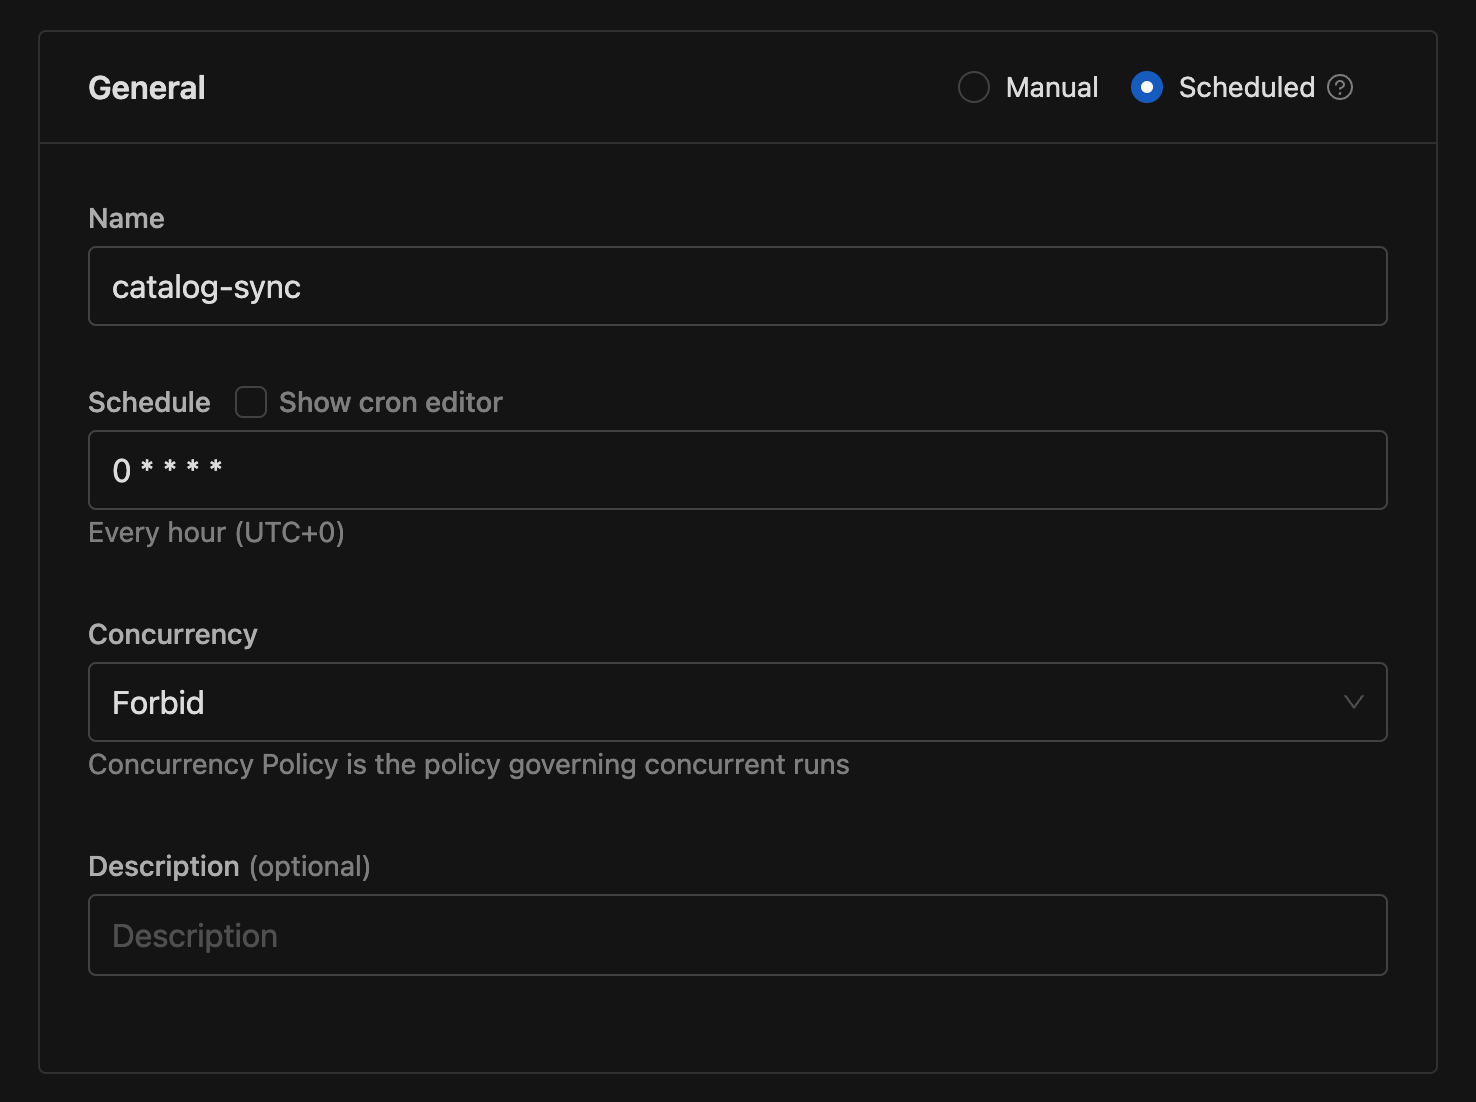 General
Manual
Scheduled
Name
catalog-sync
Schedule Show cron editor
0 * * * *
Every hour (UTC+0)
Concurrency
Forbid
Concurrency Policy is the policy governing concurrent runs
Description (optional)
Description